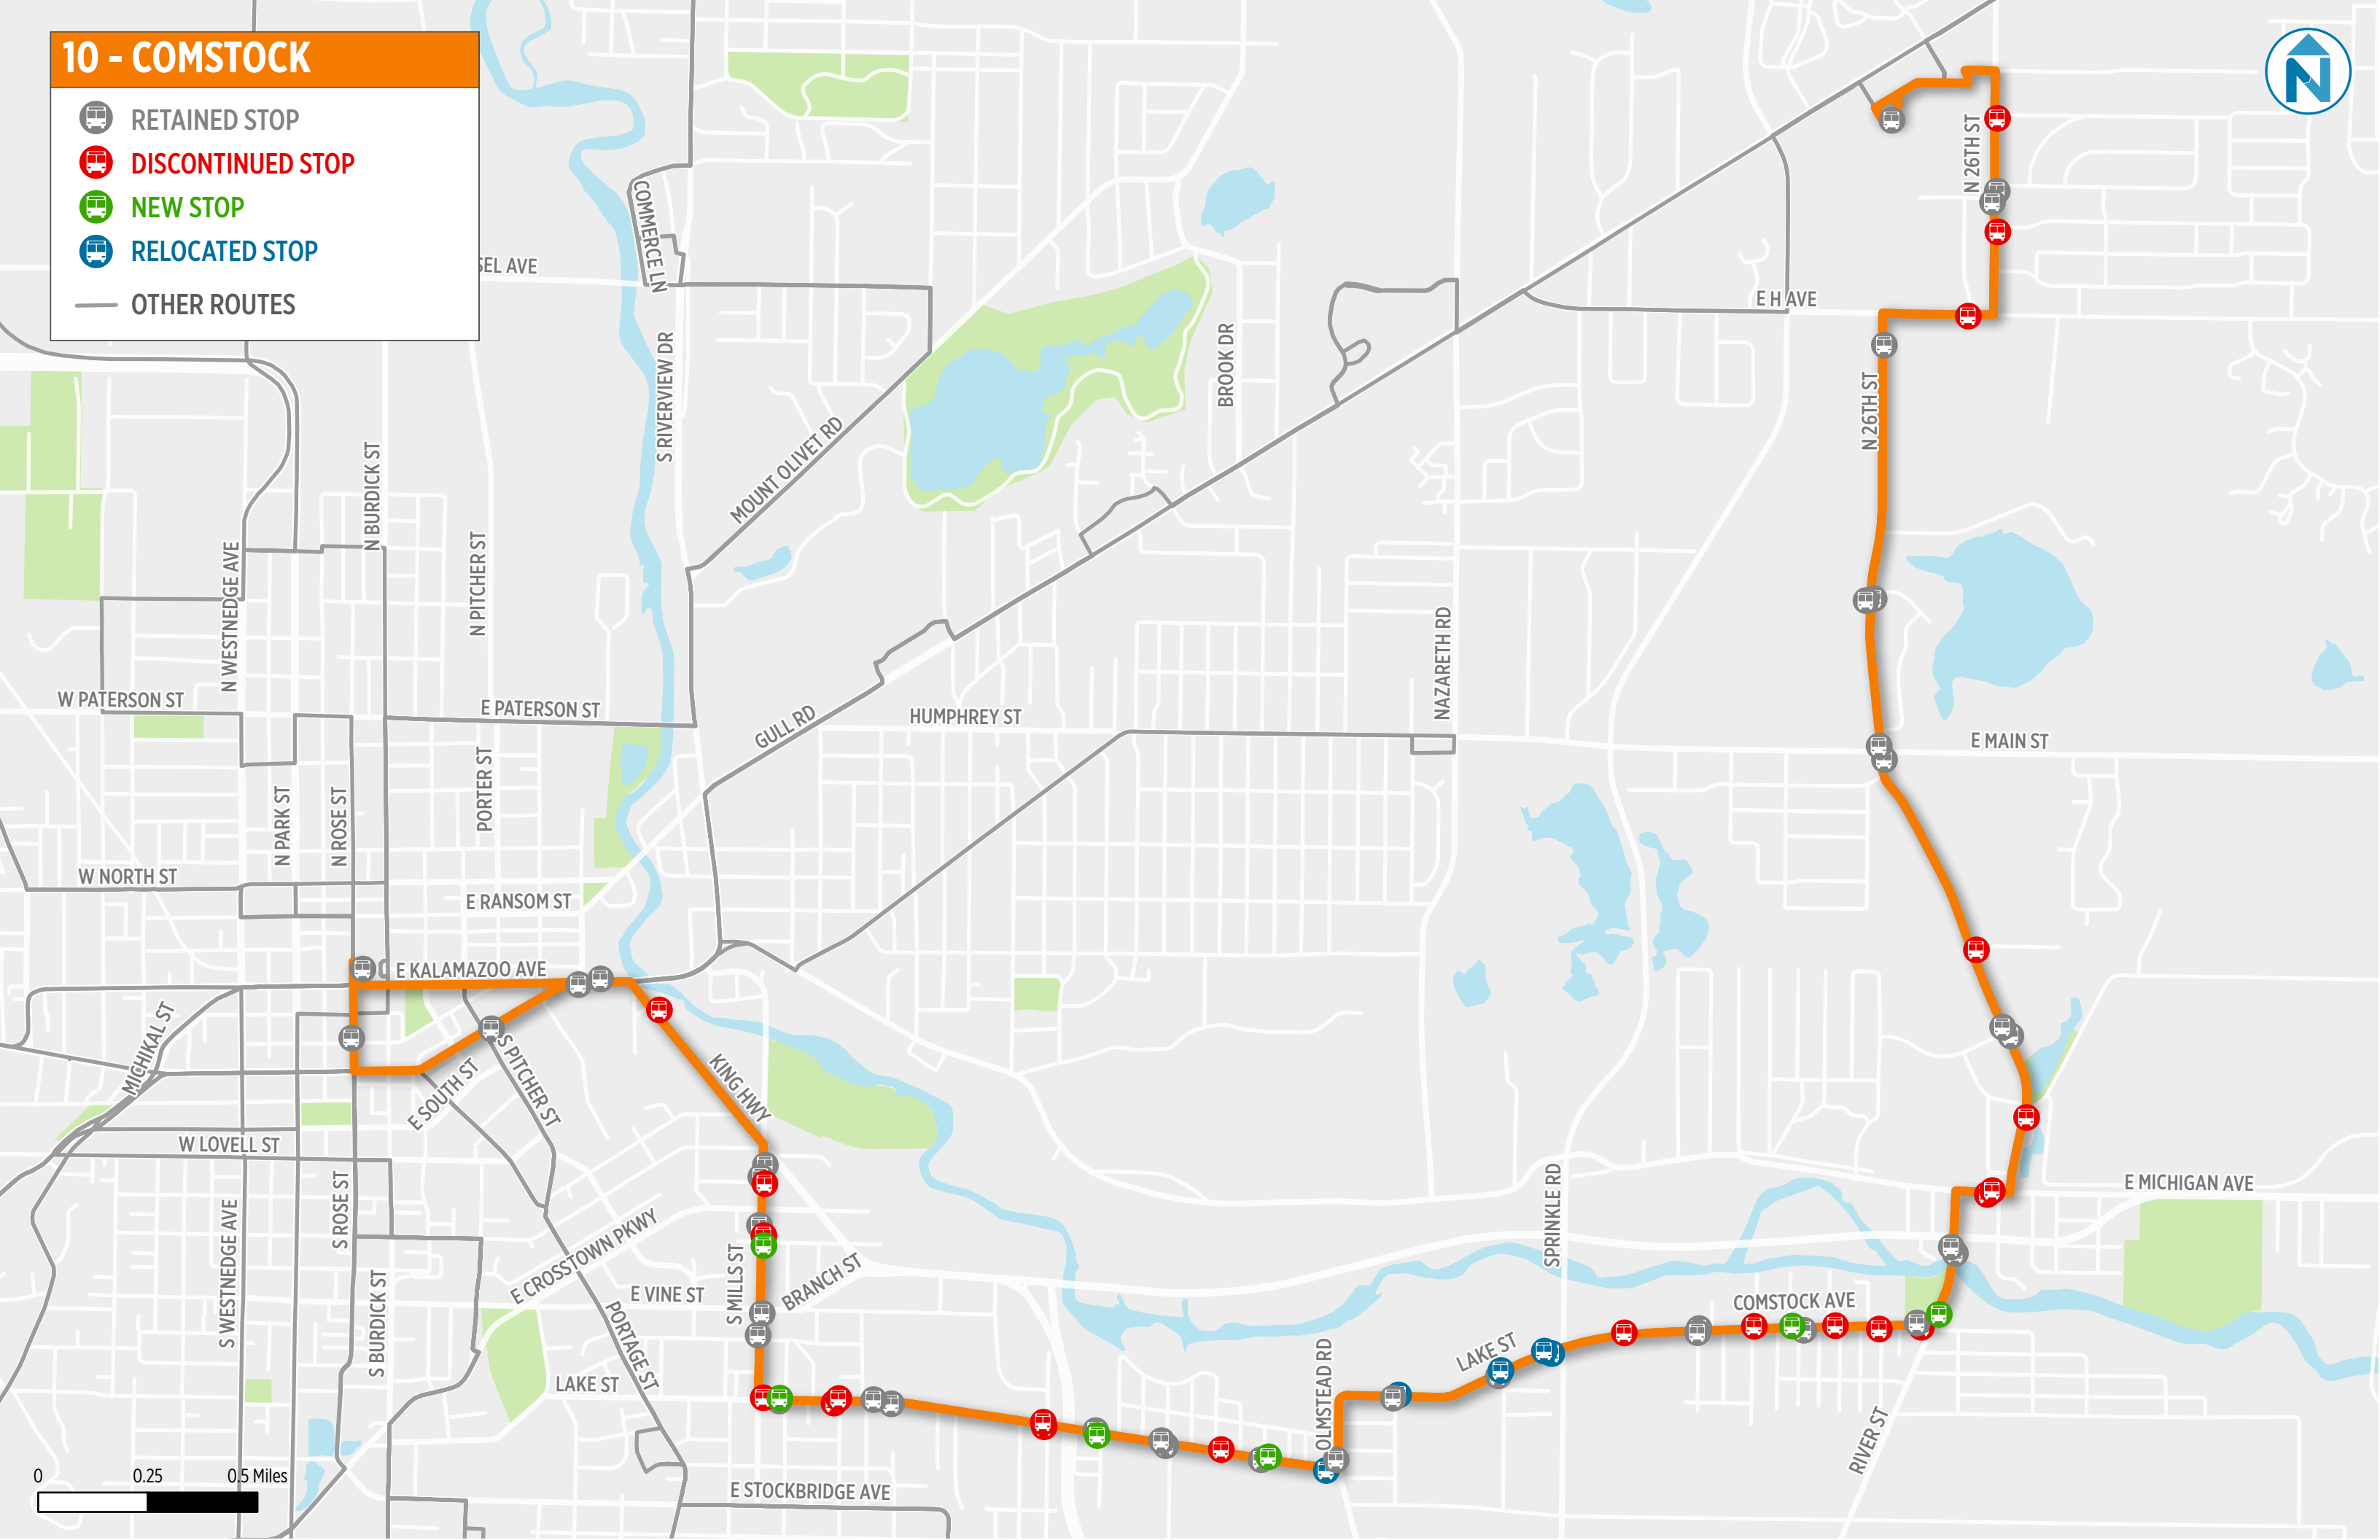 10 - COMSTOCK
RETAINED STOP
DISCONTINUED STOP
NEW STOP
RELOCATED STOP
OTHER ROUTES
N
N 26TH ST
COMMERCE LN
SEL AVE
E H AVE
S RIVERVIEW DR
BROOK DR
N 26TH ST
MOUNT OLIVET RD
N BURDICK ST
N PITCHER ST
N WESTNEDGE AVE
NAZARETH RD
W PATERSON ST
E PATERSON ST
GULL RD
HUMPHREY ST
E MAIN ST
PORTER ST
N PARK ST
N ROSE ST
W NORTH ST
E RANSOM ST
E KALAMAZOO AVE
MICHIKAL ST
E SOUTH ST
S PITCHER ST
KING HWY
W LOVELL ST
S ROSE ST
S WESTNEDGE AVE
E CROSSTOWN PKWY
SPRINKLE RD
E MICHIGAN AVE
S MILLS ST
BRANCH ST
E VINE ST
S BURDICK ST
PORTAGE ST
COMSTOCK AVE
LAKE ST
OLMSTEAD RD
LAKE ST
RIVER ST
E STOCKBRIDGE AVE
0 0.25 0.5 Miles